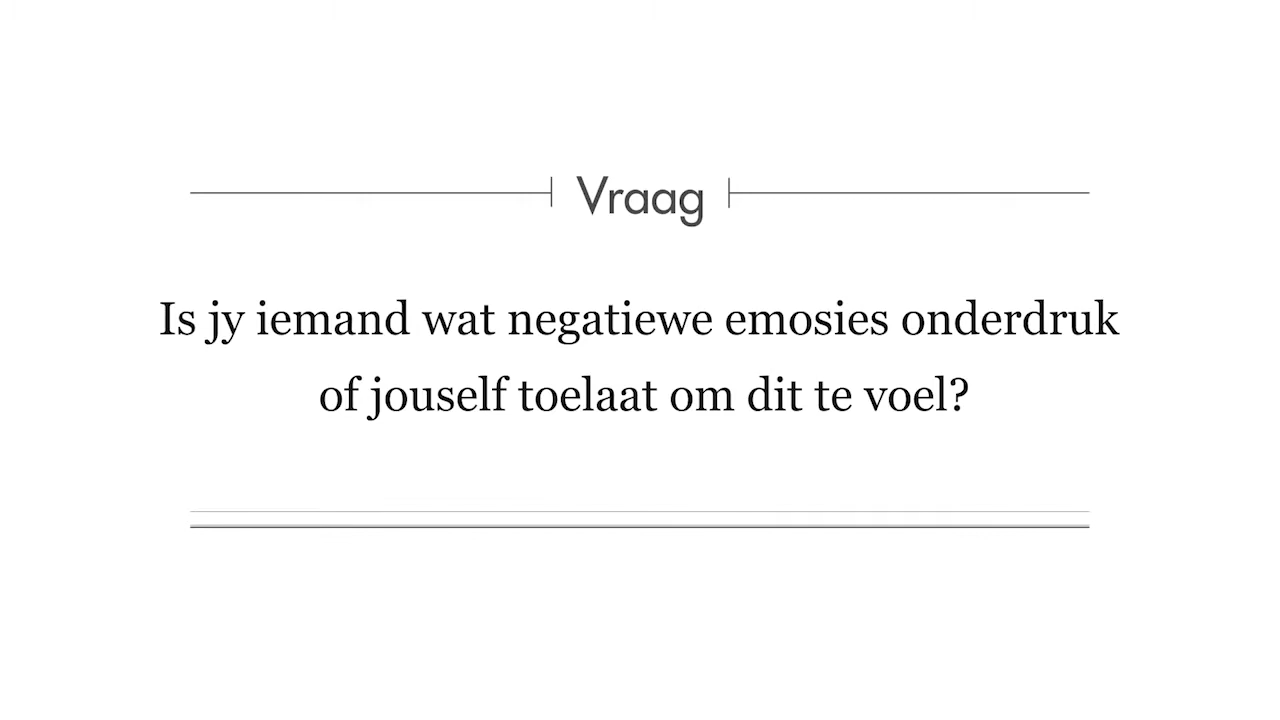 Vraag
Is jy iemand wat negatiewe emosies onderdruk
of jouself toelaat om dit te voel?